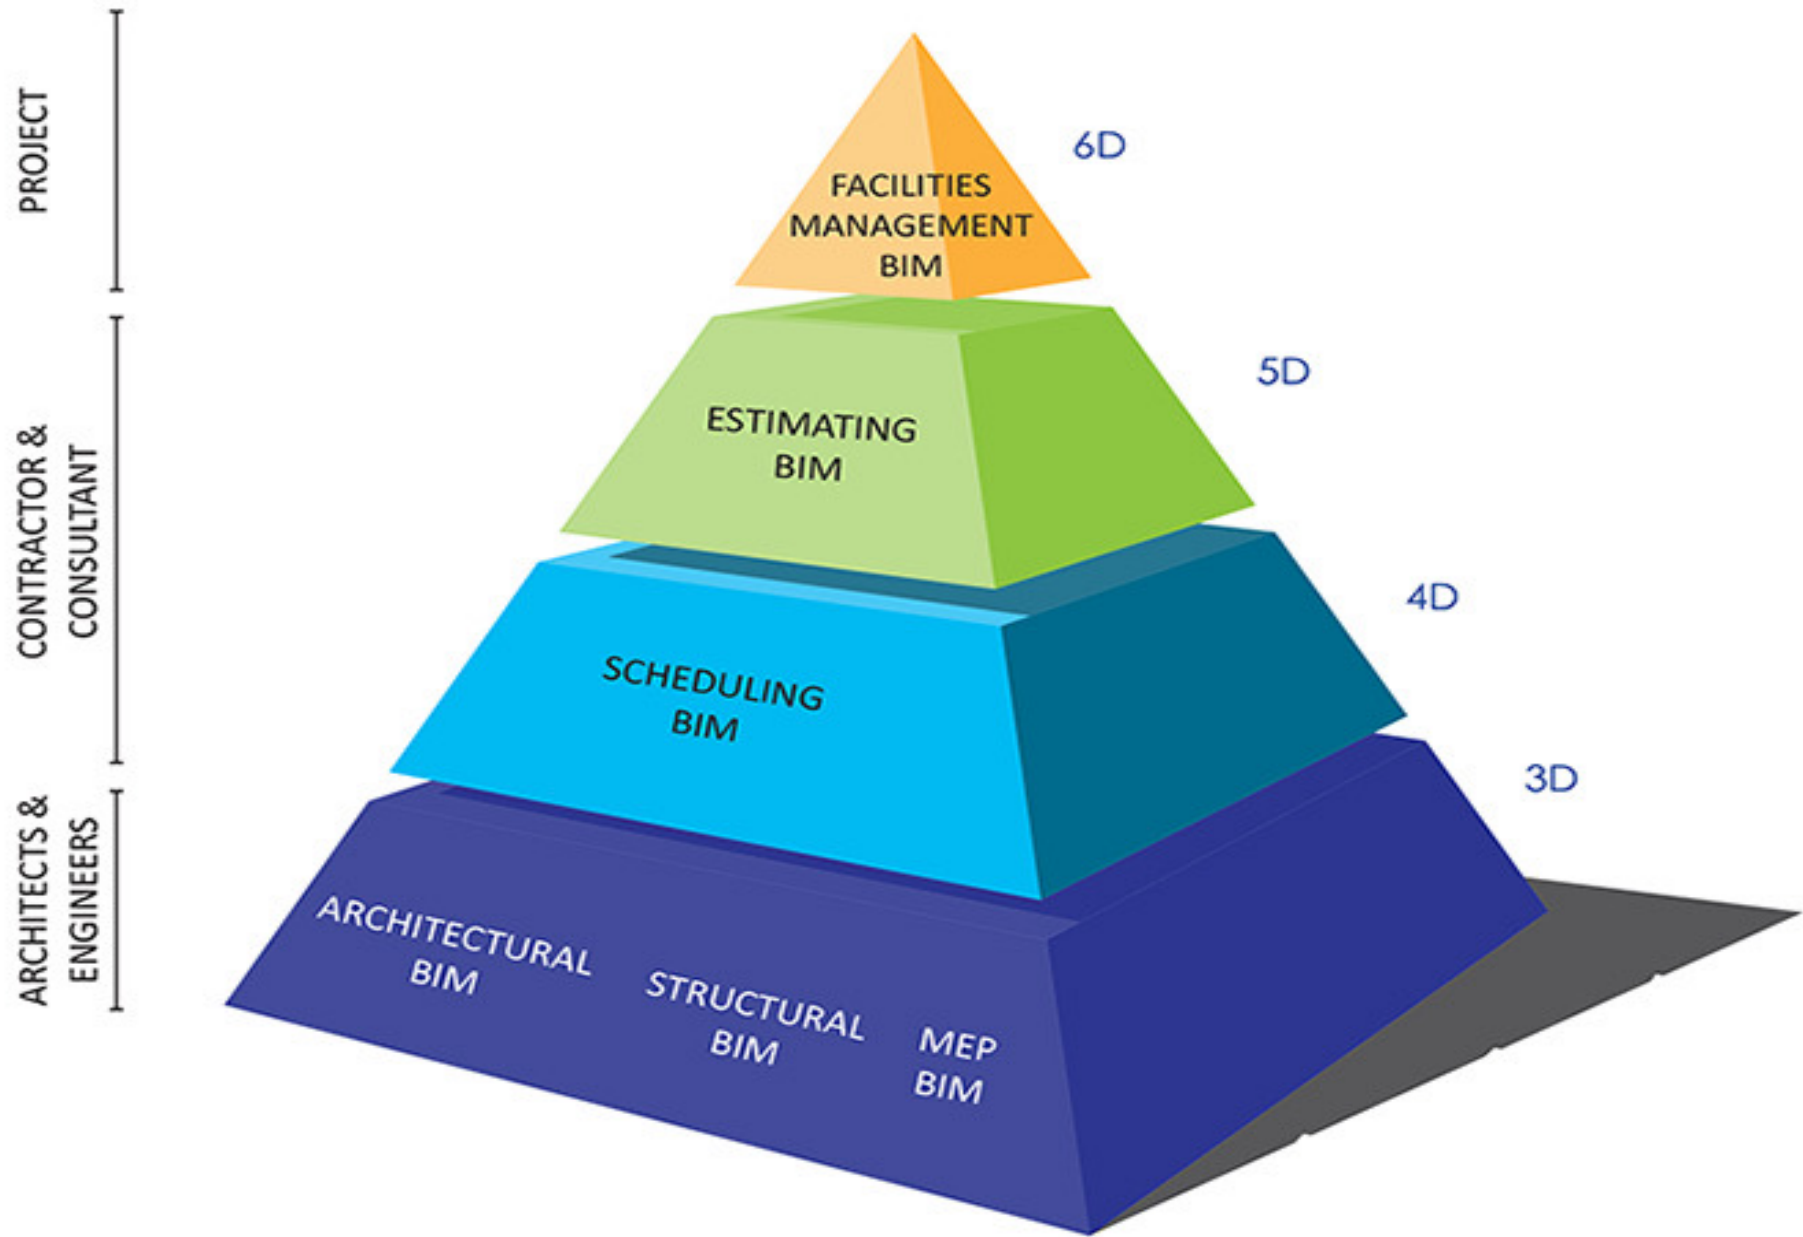 PROJECT
6D
FACILITIES
MANAGEMENT
BIM
CONTRACTOR &
CONSULTANT
5D
ESTIMATING
BIM
4D
SCHEDULING
BIM
ARCHITECTS &
ENGINEERS
3D
ARCHITECTURAL
BIM
STRUCTURAL
BIM
MEP
BIM